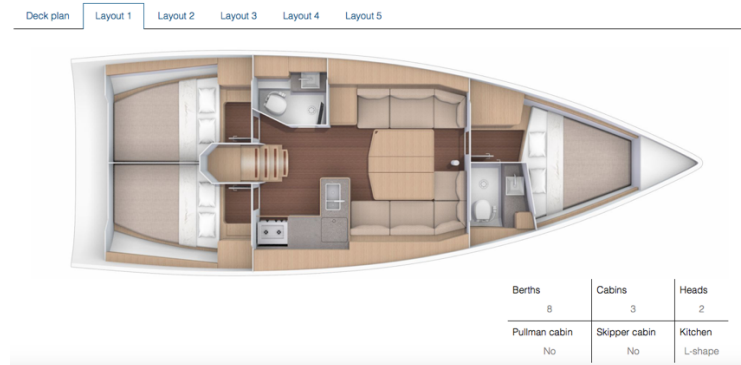 Deck plan Layout 1 Layout 2 Layout 3 Layout 4 Layout 5
Berths Cabins Heads
8 3 2
Pullman cabin Skipper cabin Kitchen
No No L-shape